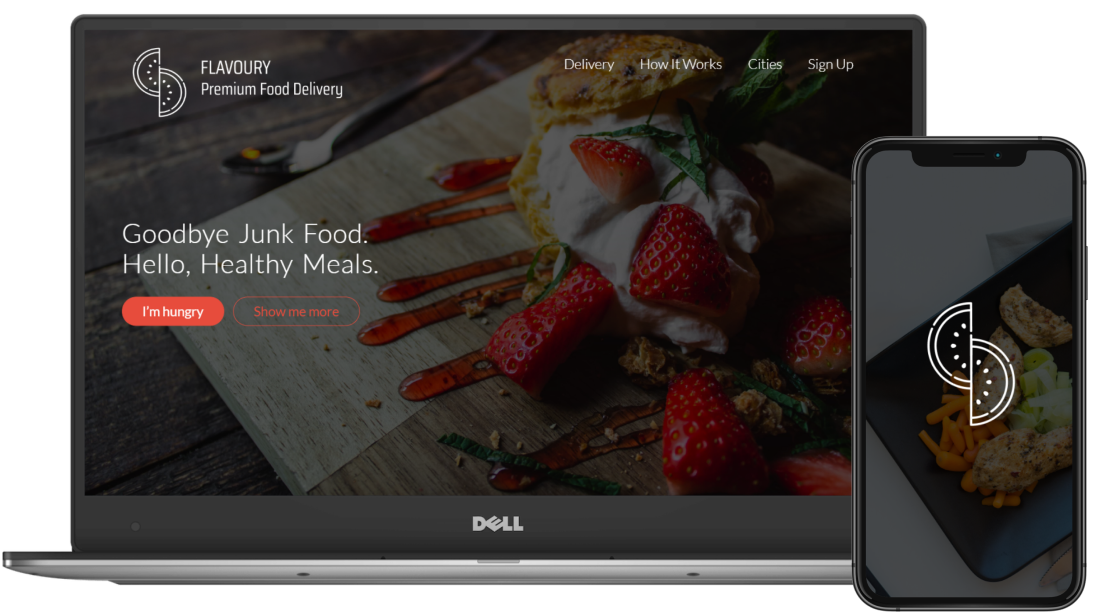 FLAVOURY
Premium Food Delivery
Delivery How It Works Cities Sign Up
Goodbye Junk Food.
Hello, Healthy Meals.
I'm hungry Show me more
DELL